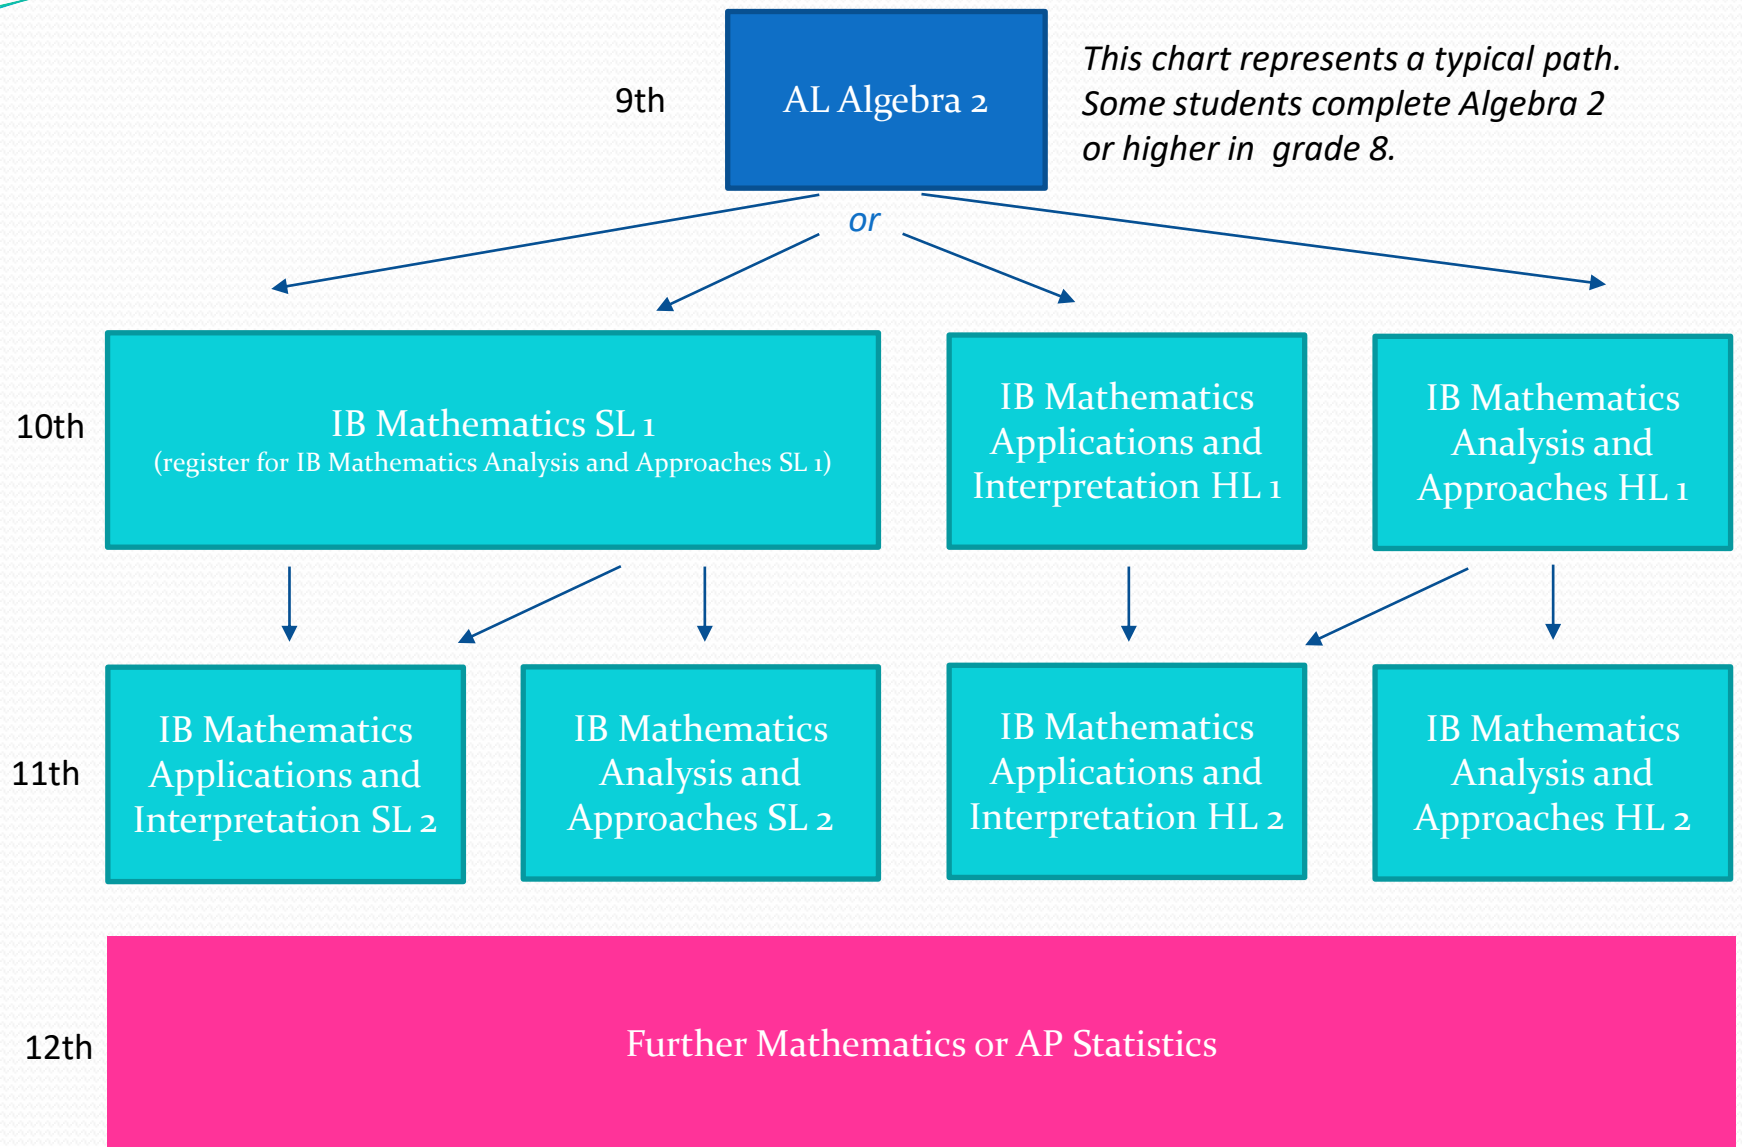 9th
AL Algebra 2
This chart represents a typical path.
Some students complete Algebra 2
or higher in  grade 8.
or
10th
IB Mathematics SL 1
(register for IB Mathematics Analysis and Approaches SL 1)
IB Mathematics
Applications and
Interpretation HL 1
IB Mathematics
Analysis and
Approaches HL 1
11th
IB Mathematics
Applications and
Interpretation SL 2
IB Mathematics
Analysis and
Approaches SL 2
IB Mathematics
Applications and
Interpretation HL 2
IB Mathematics
Analysis and
Approaches HL 2
12th
Further Mathematics or AP Statistics